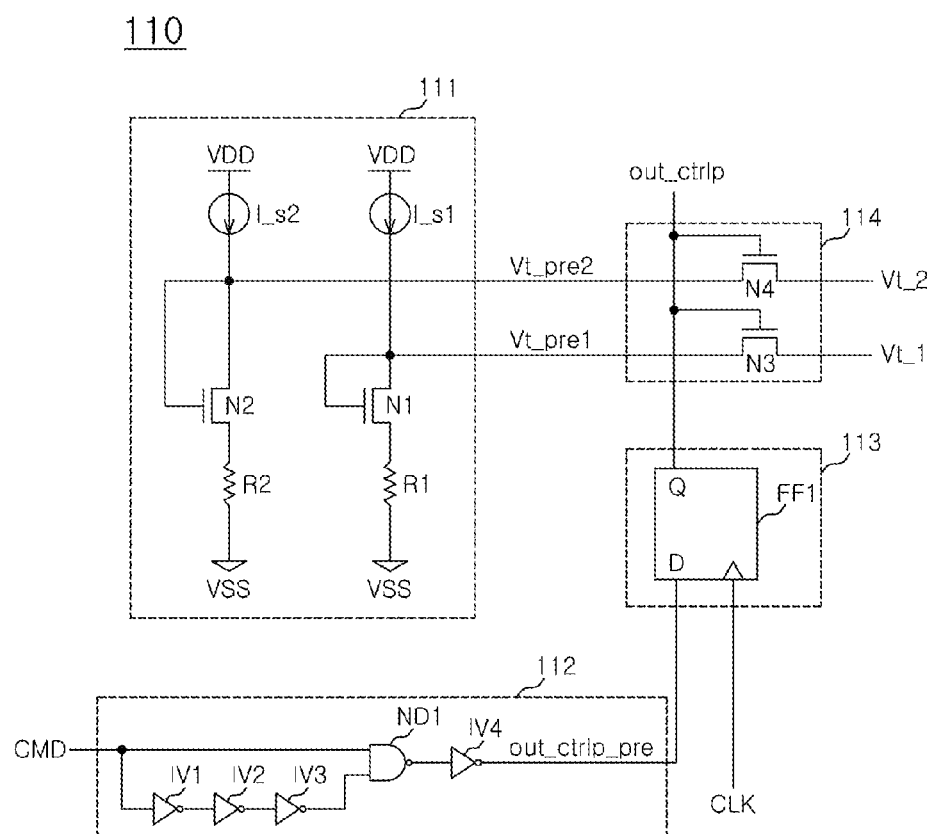 110
111
VDD
VDD
I_s2
I_s1
out_ctrlp
114
Vt_pre2
N4
Vt_2
Vt_pre1
N3
Vt_1
N2
N1
R2
R1
VSS
VSS
113
Q
FF1
D
112
CMD
ND1
IV4
out_ctrlp_pre
IV1
IV2
IV3
CLK